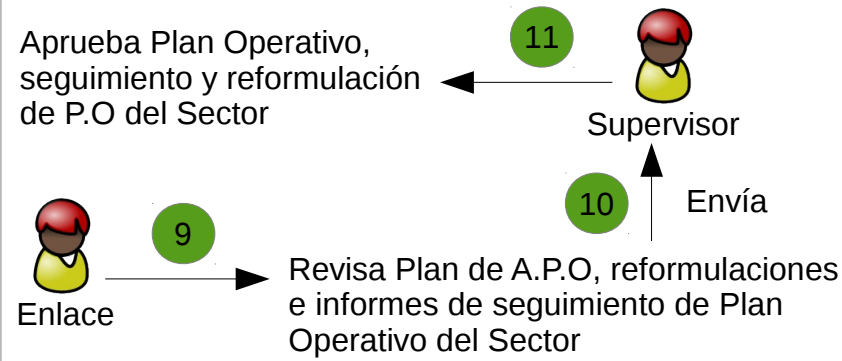 Aprueba Plan Operativo,
seguimiento y reformulación
de P.O del Sector
11
Supervisor
10
Envía
9
Enlace
Revisa Plan de A.P.O, reformulaciones
e informes de seguimiento de Plan
Operativo del Sector